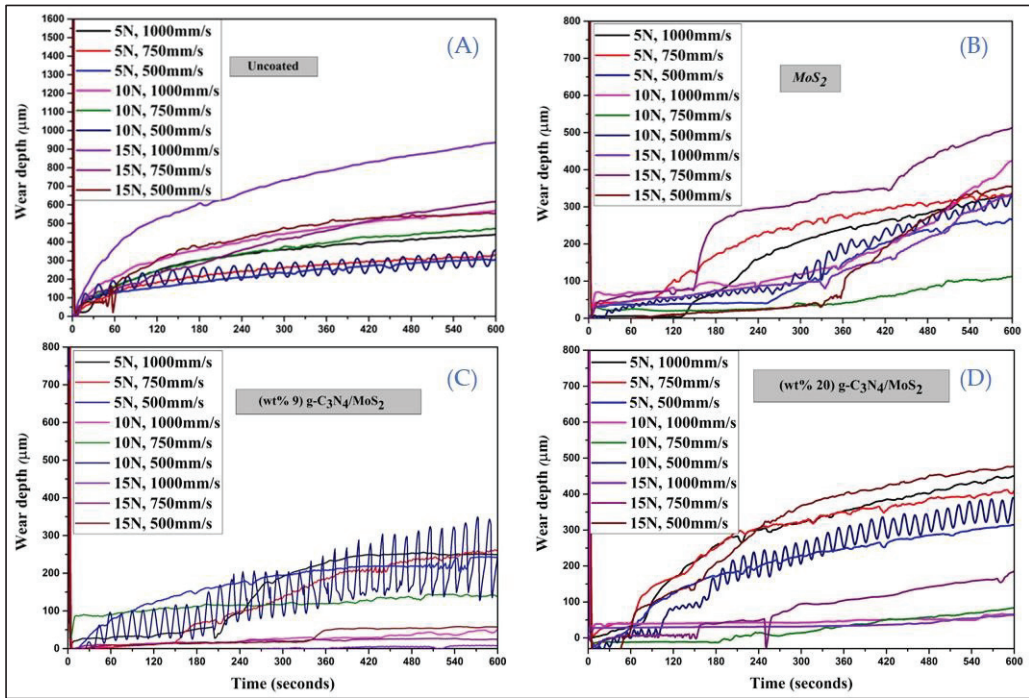 (A)
Uncoated
5N, 1000mm/s
5N, 750mm/s
5N, 500mm/s
10N, 1000mm/s
10N, 750mm/s
10N, 500mm/s
15N, 1000mm/s
15N, 750mm/s
15N, 500mm/s
Wear depth (µm)
1600
1500
1400
1300
1200
1100
1000
900
800
700
600
500
400
300
200
100
0
0 60 120 180 240 300 360 420 480 540 600
(B)
MoS2
5N, 1000mm/s
5N, 750mm/s
5N, 500mm/s
10N, 1000mm/s
10N, 750mm/s
10N, 500mm/s
15N, 1000mm/s
15N, 750mm/s
15N, 500mm/s
Wear depth (µm)
800
700
600
500
400
300
200
100
0
0 60 120 180 240 300 360 420 480 540 600
(C)
(wt% 9) g-C3N4/MoS2
5N, 1000mm/s
5N, 750mm/s
5N, 500mm/s
10N, 1000mm/s
10N, 750mm/s
10N, 500mm/s
15N, 1000mm/s
15N, 750mm/s
15N, 500mm/s
Wear depth (µm)
800
700
600
500
400
300
200
100
0
0 60 120 180 240 300 360 420 480 540 600
Time (seconds)
(D)
(wt% 20) g-C3N4/MoS2
5N, 1000mm/s
5N, 750mm/s
5N, 500mm/s
10N, 1000mm/s
10N, 750mm/s
10N, 500mm/s
15N, 1000mm/s
15N, 750mm/s
15N, 500mm/s
Wear depth (µm)
800
700
600
500
400
300
200
100
0
0 60 120 180 240 300 360 420 480 540 600
Time (seconds)